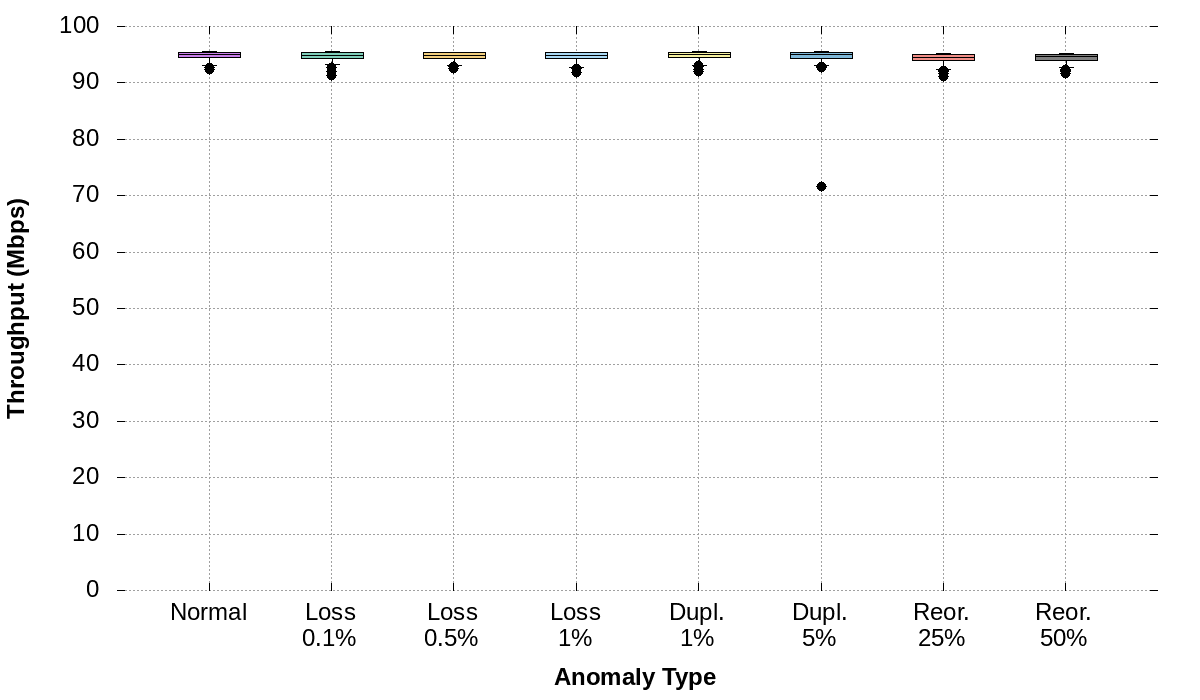 Throughput (Mbps)
100
90
80
70
60
50
40
30
20
10
0
Normal
Loss
0.1%
Loss
0.5%
Loss
1%
Dupl.
1%
Dupl.
5%
Reor.
25%
Reor.
50%
Anomaly Type